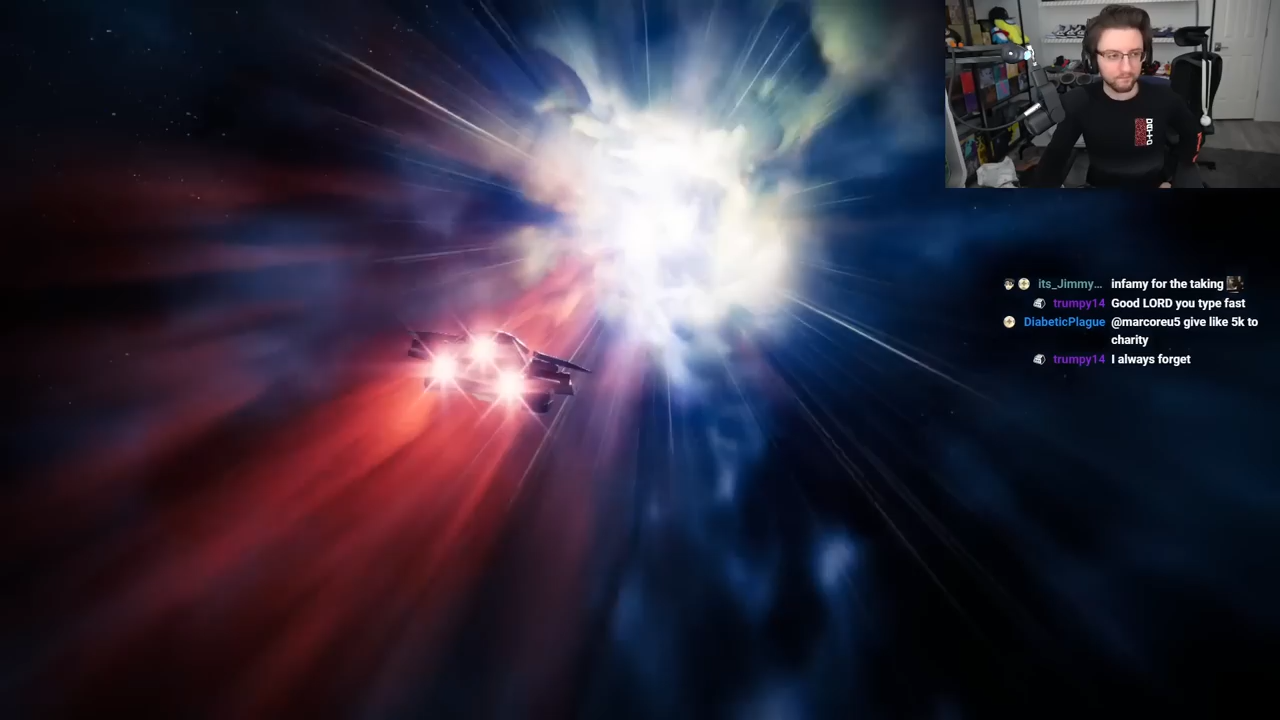 DATTO
its_Jimmy... infamy for the taking
trumpy14 Good LORD you type fast
DiabeticPlague @marcoreu5 give like 5k to
charity
trumpy14 I always forget